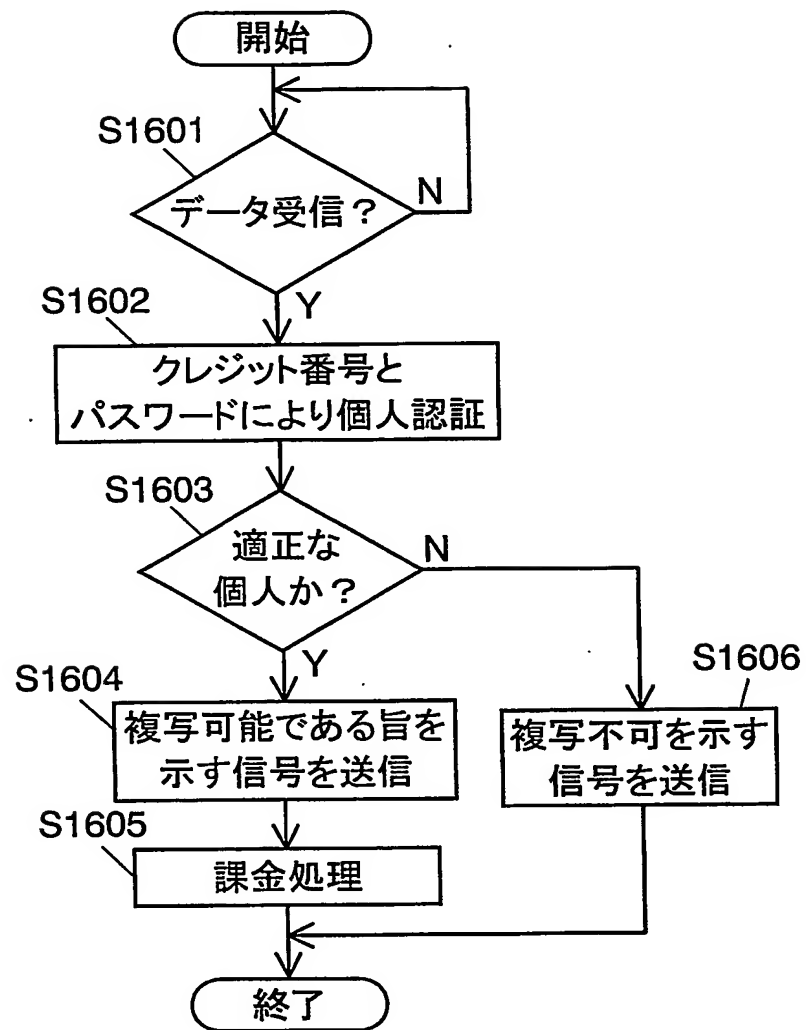 開始
S1601
データ受信?
N
Y
S1602
クレジット番号と
パスワードにより個人認証
S1603
適正な
個人か?
N
Y
S1604
複写可能である旨を
示す信号を送信
S1606
複写不可を示す
信号を送信
S1605
課金処理
終了